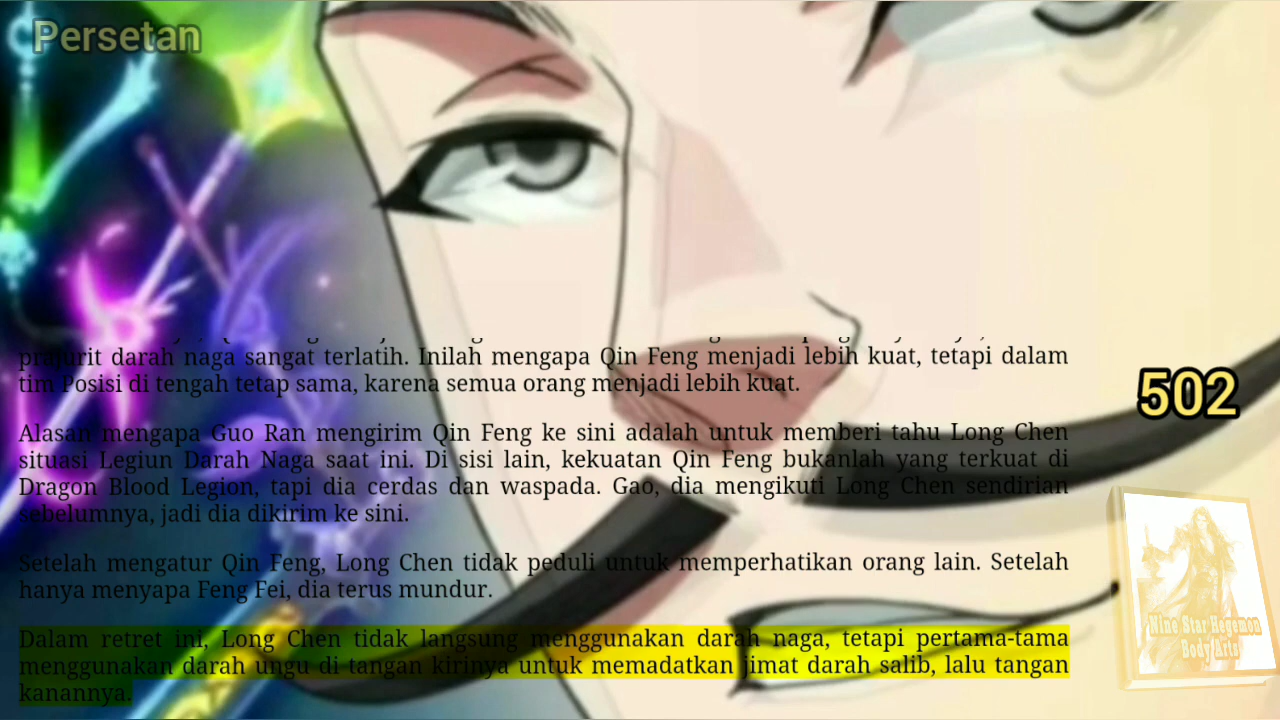 Persetan
prajurit darah naga sangat terlatih. Inilah mengapa Qin Feng menjadi lebih kuat, tetapi dalam
tim Posisi di tengah tetap sama, karena semua orang menjadi lebih kuat.
502
Alasan mengapa Guo Ran mengirim Qin Feng ke sini adalah untuk memberi tahu Long Chen
situasi Legiun Darah Naga saat ini. Di sisi lain, kekuatan Qin Feng bukanlah yang terkuat di
Dragon Blood Legion, tapi dia cerdas dan waspada. Gao, dia mengikuti Long Chen sendirian
sebelumnya, jadi dia dikirim ke sini.
Setelah mengatur Qin Feng, Long Chen tidak peduli untuk memperhatikan orang lain. Setelah
hanya menyapa Feng Fei, dia terus mundur.
Dalam retret ini, Long Chen tidak langsung menggunakan darah naga, tetapi pertama-tama
menggunakan darah ungu di tangan kirinya untuk memadatkan jimat darah salib, lalu tangan
kanannya.
Nine Star Hegemon
Body Arts